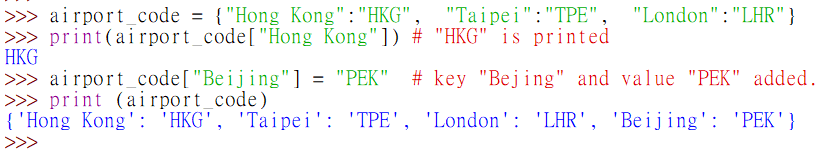 >>> airport_code = {"Hong Kong":"HKG",  "Taipei":"TPE",  "London":"LHR"}
>>> print(airport_code["Hong Kong"]) # "HKG" is printed
HKG
>>> airport_code["Beijing"] = "PEK"  # key "Bejing" and value "PEK" added.
>>> print (airport_code)
{'Hong Kong': 'HKG', 'Taipei': 'TPE', 'London': 'LHR', 'Beijing': 'PEK'}
>>>